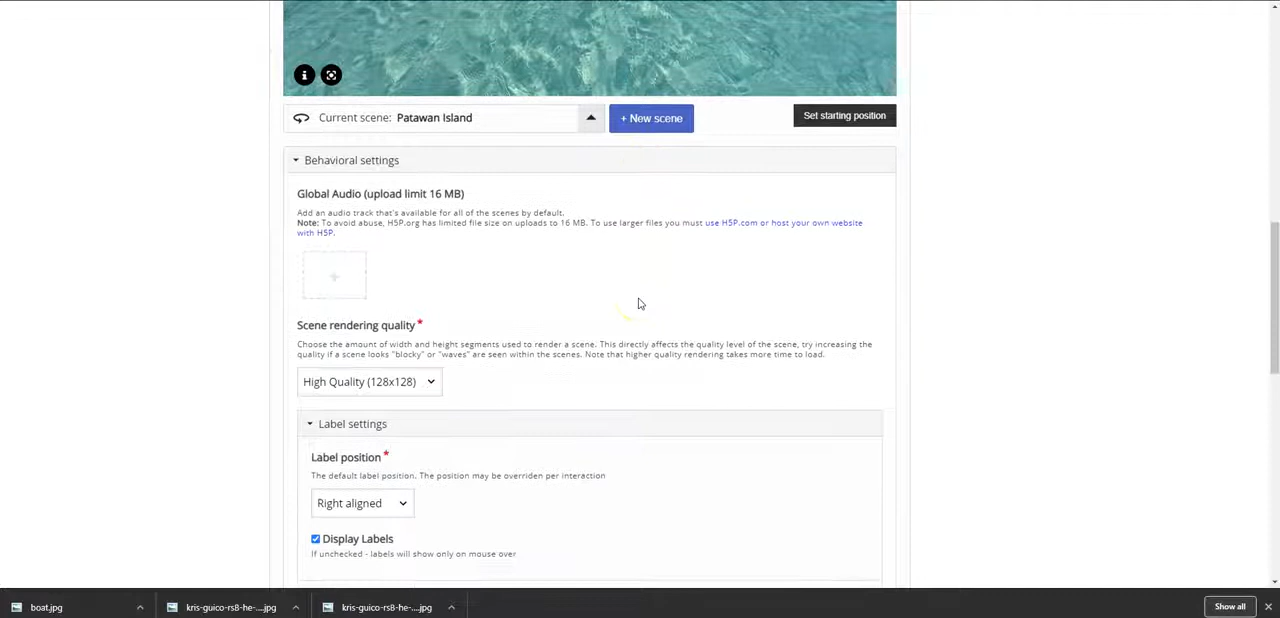 Current scene: Patawan Island
+ New scene
Set starting position
Behavioral settings
Global Audio (upload limit 16 MB)
Add an audio track that's available for all of the scenes by default.
Note: To avoid abuse, H5P.org has limited file size on uploads to 16 MB. To use larger files you must use H5P.com or host your own website
with H5P.
+
Scene rendering quality *
Choose the amount of width and height segments used to render a scene. This directly affects the quality level of the scene, try increasing the
quality if a scene looks "blocky" or "waves" are seen within the scenes. Note that higher quality rendering takes more time to load.
High Quality (128x128)
Label settings
Label position *
The default label position. The position may be overriden per interaction
Right aligned
Display Labels
If unchecked - labels will show only on mouse over
boat.jpg
kris-guico-rsB-he-....jpg
kris-guico-rsB-he-....jpg
Show all